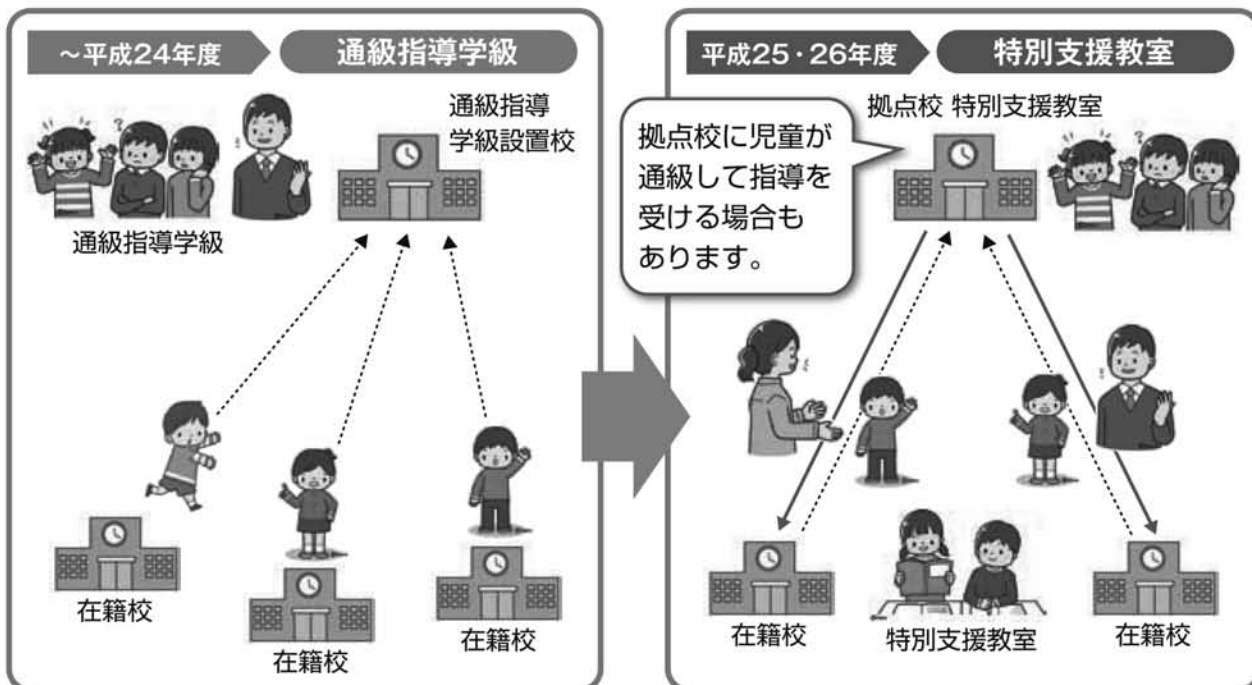 ～平成24年度
通級指導学級
通級指導
学級設置校
通級指導学級
在籍校
在籍校
在籍校
平成25・26年度
特別支援教室
拠点校 特別支援教室
拠点校に児童が
通級して指導を
受ける場合も
あります。
在籍校
特別支援教室
在籍校